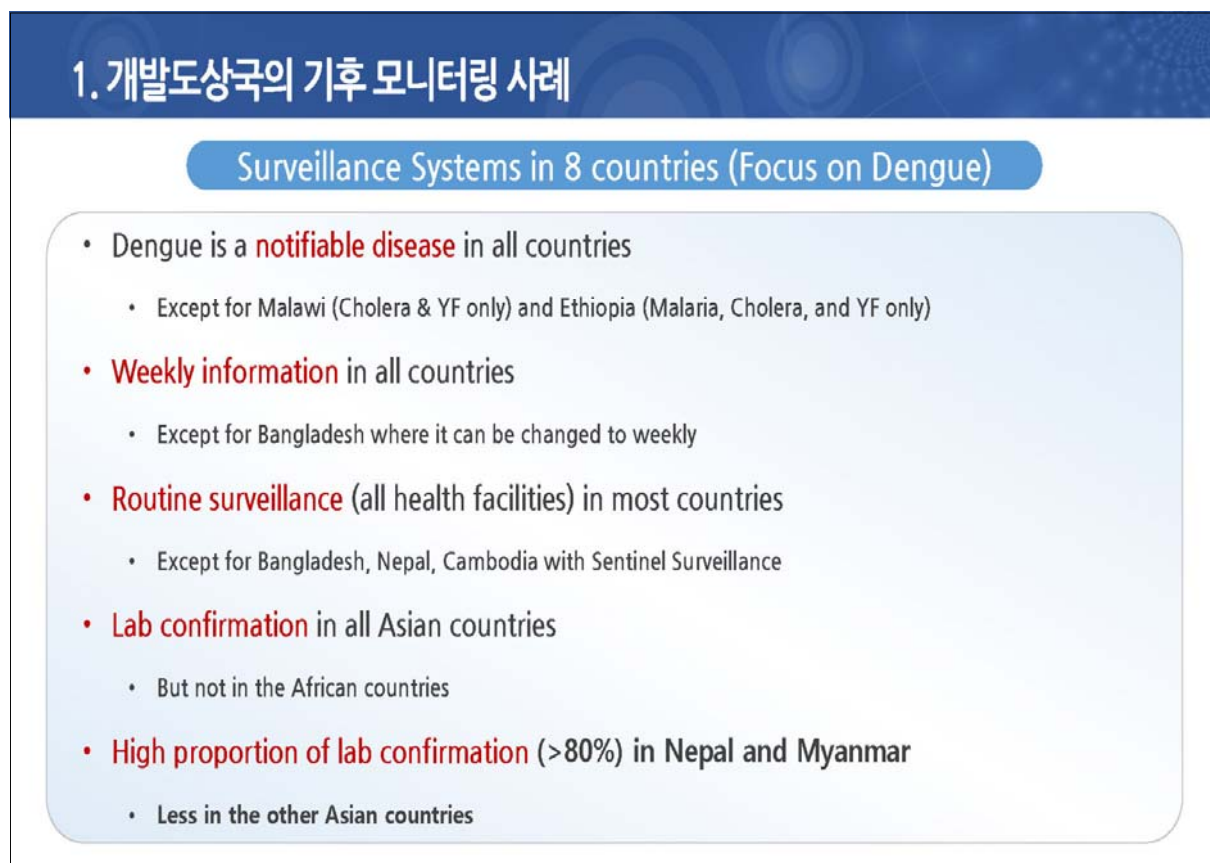 1. 개발도상국의 기후 모니터링 사례
Surveillance Systems in 8 countries (Focus on Dengue)
• Dengue is a notifiable disease in all countries
• Except for Malawi (Cholera & YF only) and Ethiopia (Malaria, Cholera, and YF only)
• Weekly information in all countries
• Except for Bangladesh where it can be changed to weekly
• Routine surveillance (all health facilities) in most countries
• Except for Bangladesh, Nepal, Cambodia with Sentinel Surveillance
• Lab confirmation in all Asian countries
• But not in the African countries
• High proportion of lab confirmation (>80%) in Nepal and Myanmar
• Less in the other Asian countries